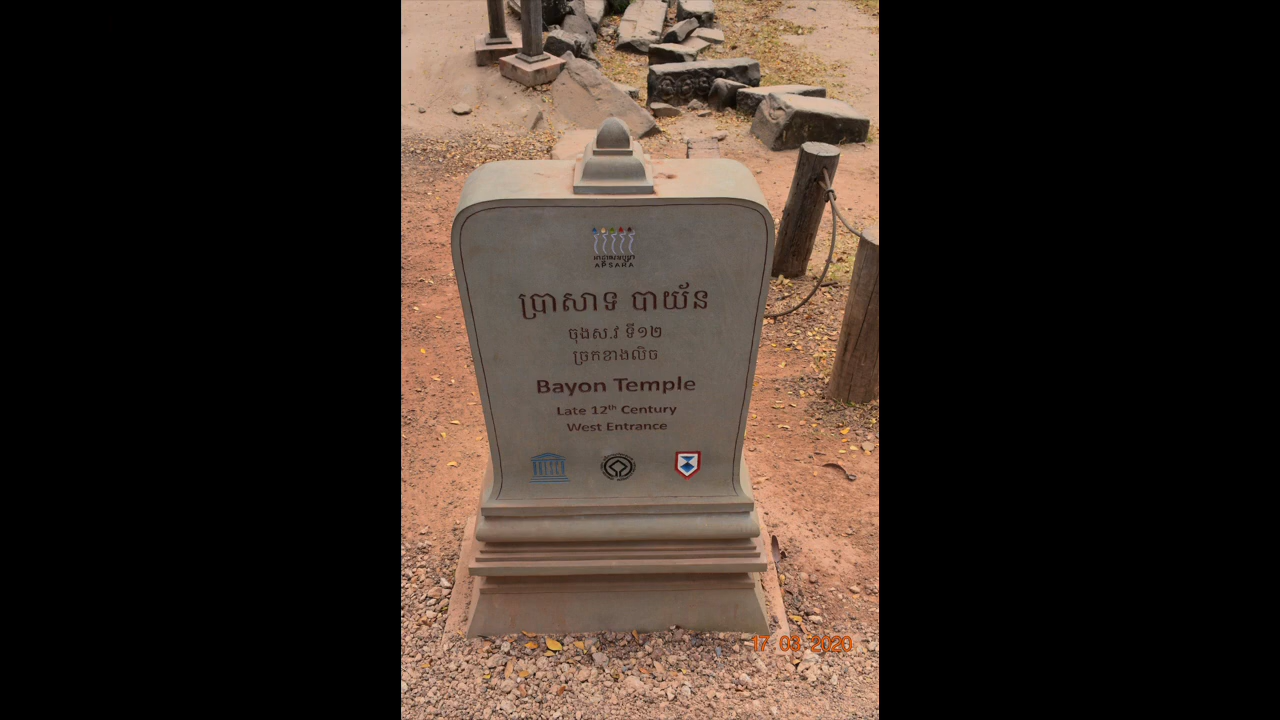 អាជ្ញាធរអប្សរា
APSARA
ប្រាសាទ បាយ័ន
ចុងស.វ ទី១២
ច្រកខាងលិច
Bayon Temple
Late 12th Century
West Entrance
UNESCO
17 03 2020